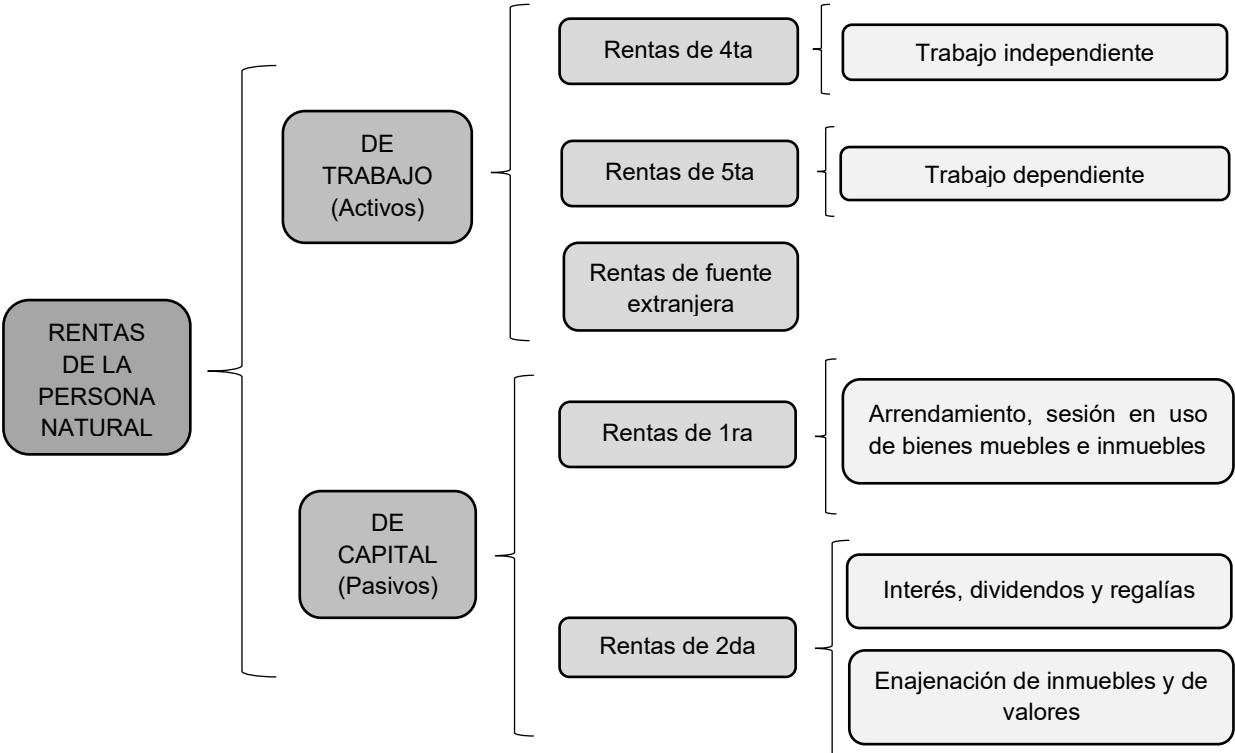 RENTAS
DE LA
PERSONA
NATURAL
DE
TRABAJO
(Activos)
Rentas de 4ta
Trabajo independiente
Rentas de 5ta
Trabajo dependiente
Rentas de fuente
extranjera
DE
CAPITAL
(Pasivos)
Rentas de 1ra
Arrendamiento, sesión en uso
de bienes muebles e inmuebles
Rentas de 2da
Interés, dividendos y regalías
Enajenación de inmuebles y de
valores